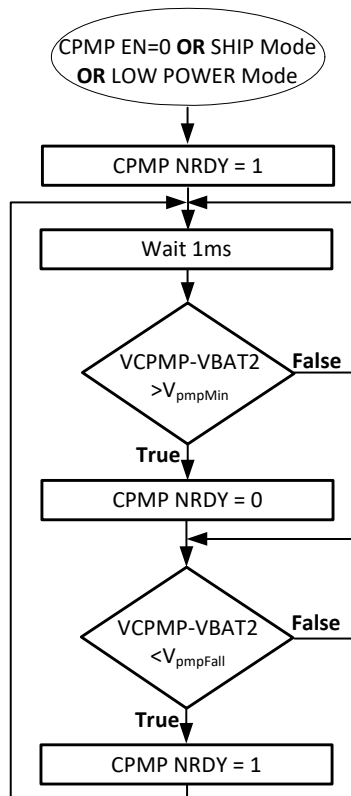 CPMP EN=0 OR SHIP Mode
OR LOW POWER Mode
CPMP NRDY = 1
Wait 1ms
VCPMP-VBAT2
>VpmpMin
False
True
CPMP NRDY = 0
VCPMP-VBAT2
<VpmpFall
False
True
CPMP NRDY = 1